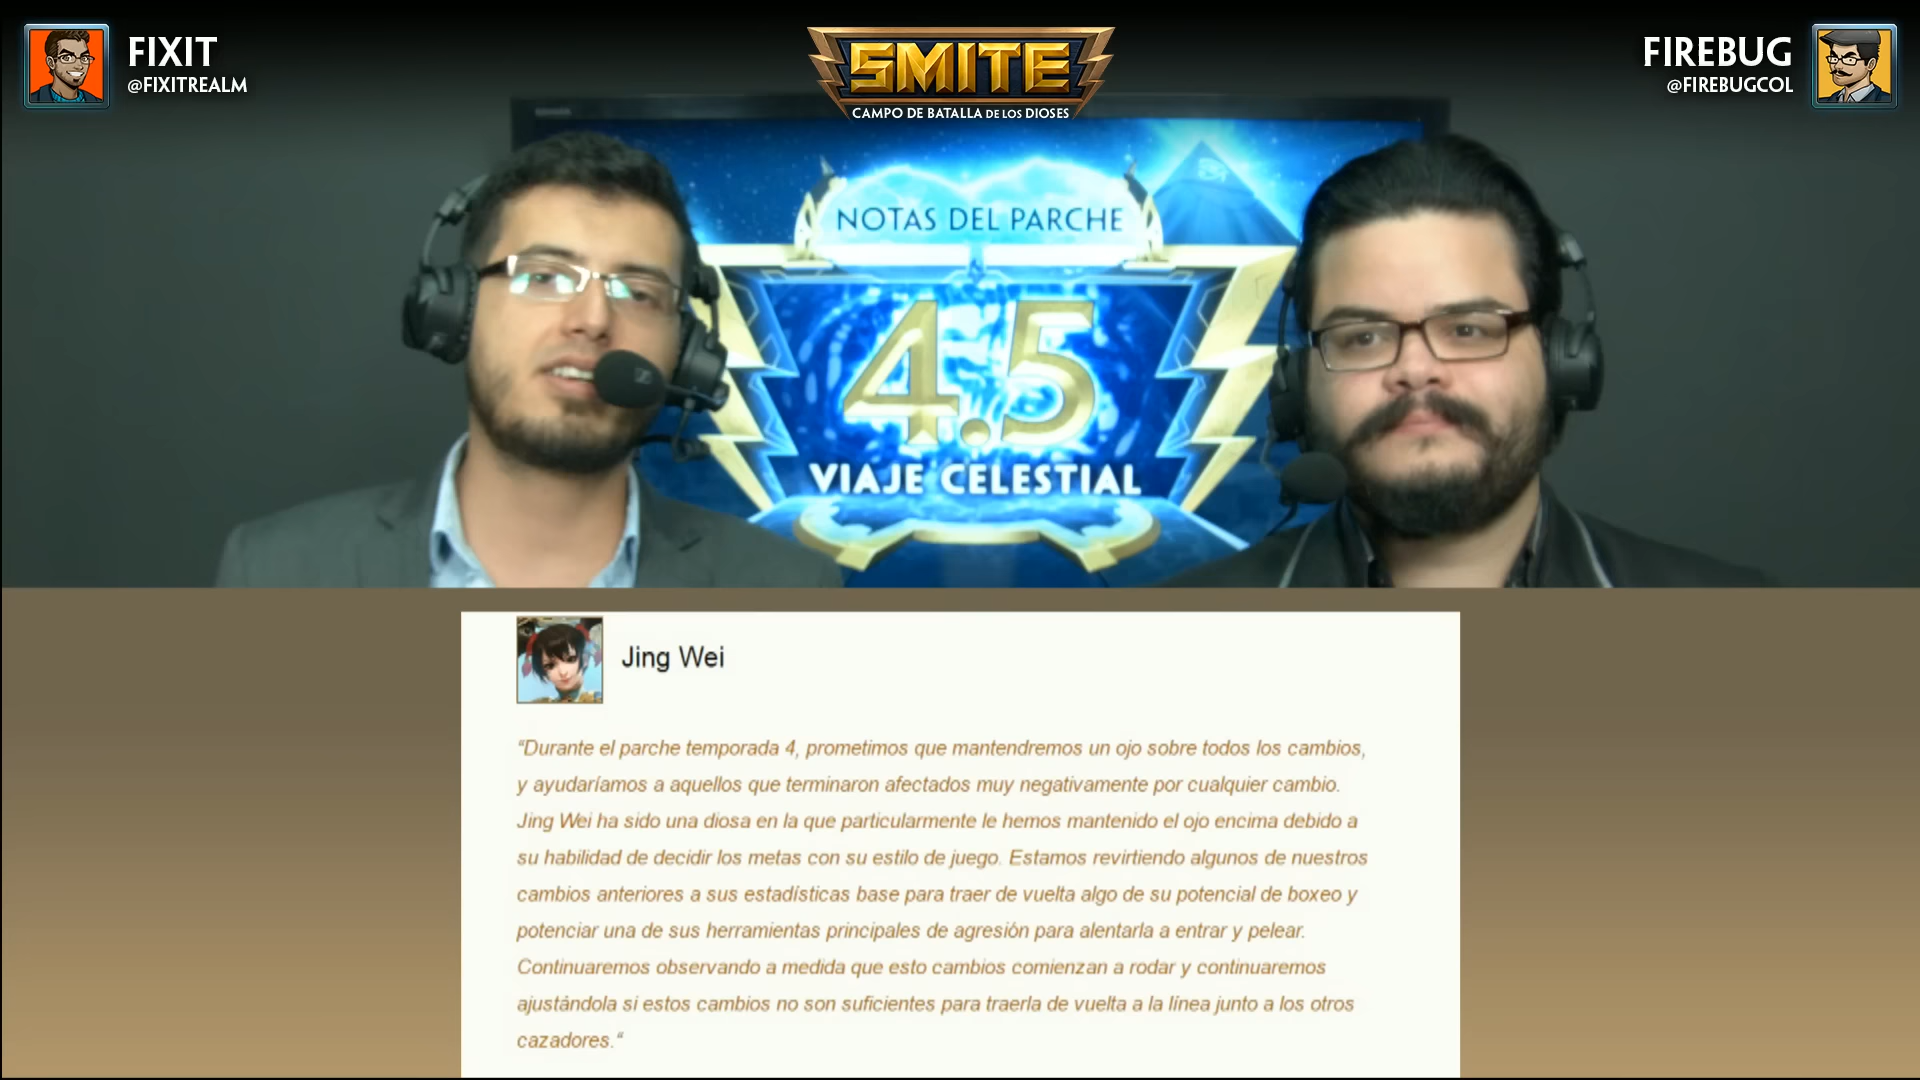 FIXIT
@FIXITREALM
SMITE
CAMPO DE BATALLA DE LOS DIOSES
FIREBUG
@FIREBUGCOL
NOTAS DEL PARCHE
4.5
VIAJE CELESTIAL
Jing Wei
“Durante el parche temporada 4, prometimos que mantendremos un ojo sobre todos los cambios,
y ayudaríamos a aquellos que terminaron afectados muy negativamente por cualquier cambio.
Jing Wei ha sido una diosa en la que particularmente le hemos mantenido el ojo encima debido a
su habilidad de decidir los metas con su estilo de juego. Estamos revirtiendo algunos de nuestros
cambios anteriores a sus estadísticas base para traer de vuelta algo de su potencial de boxeo y
potenciar una de sus herramientas principales de agresión para alentarla a entrar y pelear.
Continuaremos observando a medida que esto cambios comienzan a rodar y continuaremos
ajustándola si estos cambios no son suficientes para traerla de vuelta a la línea junto a los otros
cazadores.“